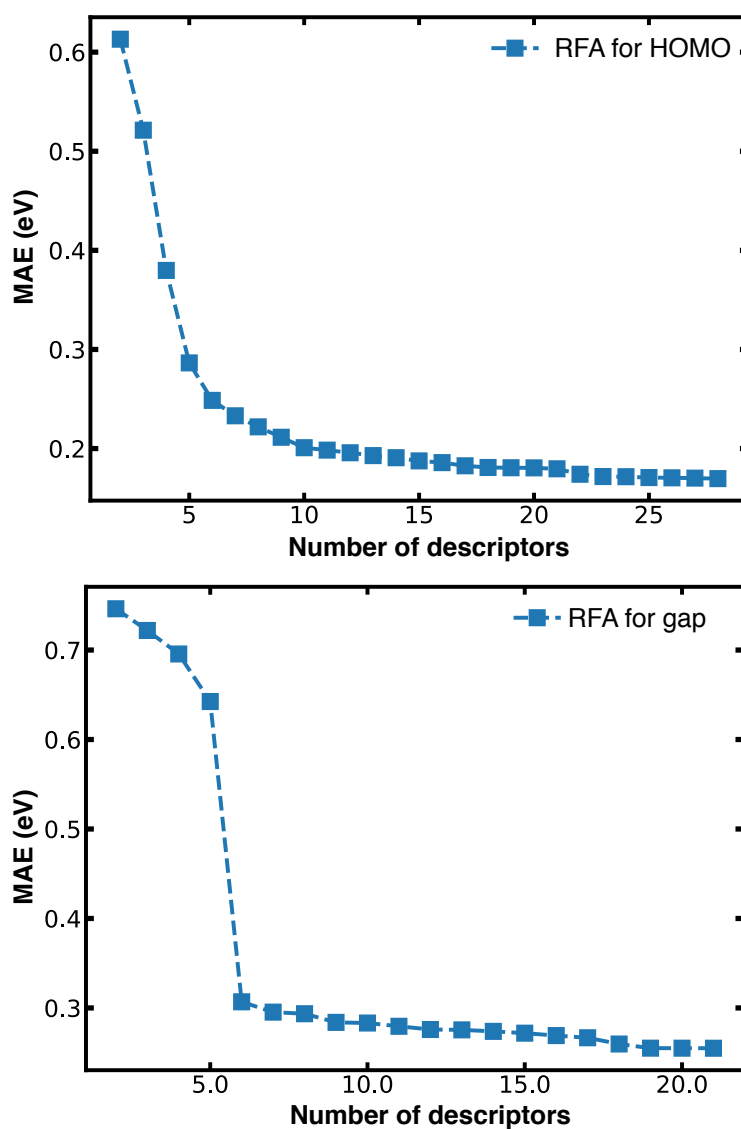 RFA for HOMO
0.6
0.5
0.4
0.3
0.2
MAE (eV)
5 10 15 20 25
Number of descriptors
RFA for gap
0.7
0.6
0.5
0.4
0.3
MAE (eV)
5.0 10.0 15.0 20.0
Number of descriptors